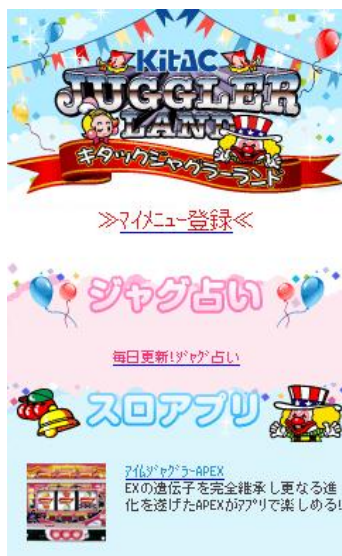 KitAC
JUGGLER
LAND
キタックジャグラーランド
≫ﾏｲﾒﾆｭｰ登録≪
ジャグ占い
毎日更新!ｼﾞｬｸﾞ占い
スロアプリ
ｱｲﾑｼﾞｬｸﾞﾗｰAPEX
EXの遺伝子を完全継承し更なる進
化を遂げたAPEXがｱﾌﾟﾘで楽しめる!